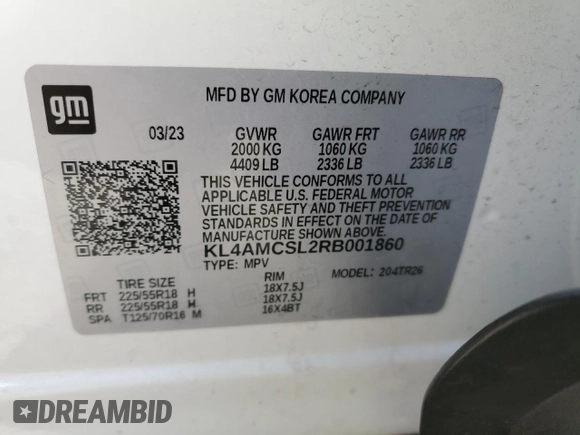 gm
MFD BY GM KOREA COMPANY
03/23 GVWR GAWR FRT GAWR RR
2000 KG 1060 KG 1060 KG
4409 LB 2336 LB 2336 LB
THIS VEHICLE CONFORMS TO ALL
APPLICABLE U.S. FEDERAL MOTOR
VEHICLE SAFETY AND THEFT PREVENTION
STANDARDS IN EFFECT ON THE DATE OF
MANUFACTURE SHOWN ABOVE.
KL4AMCSL2RB001860
TYPE: MPV MODEL: 204TR26
TIRE SIZE RIM
FRT 225/55R18 H 18X7.5J
RR 225/55R18 H 18X7.5J
SPA T125/70R16 M 16X4BT
DREAMBID